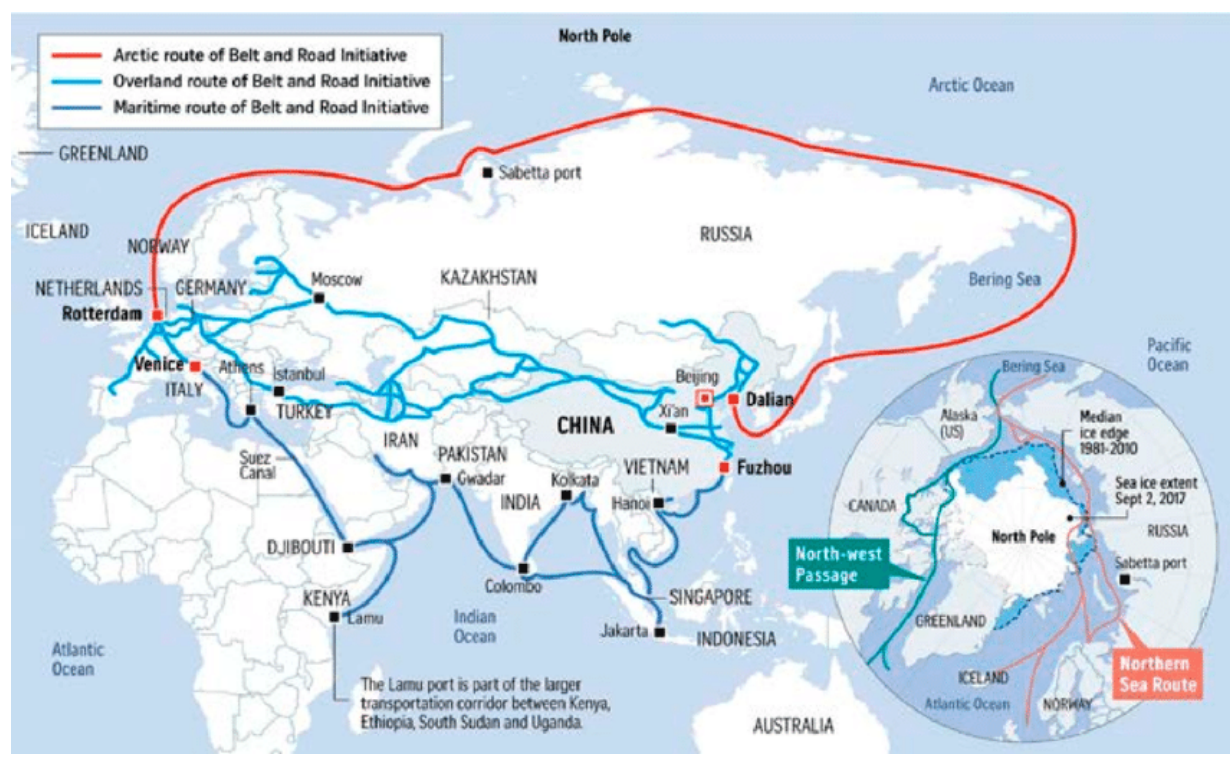 North Pole
Arctic route of Belt and Road Initiative
Overland route of Belt and Road Initiative
Maritime route of Belt and Road Initiative
Arctic Ocean
GREENLAND
Sabetta port
ICELAND
NORWAY
RUSSIA
NETHERLANDS
GERMANY
Moscow
KAZAKHSTAN
Bering Sea
Rotterdam
Venice
Athens
Istanbul
ITALY
TURKEY
Beijing
Dalian
Xi'an
CHINA
Pacific
Ocean
IRAN
PAKISTAN
Gwadar
Suez
Canal
INDIA
Kolkata
VIETNAM
Hanoi
Fuzhou
DJIBOUTI
Colombo
KENYA
Lamu
Indian
Ocean
SINGAPORE
Jakarta
INDONESIA
Atlantic
Ocean
The Lamu port is part of the larger
transportation corridor between Kenya,
Ethiopia, South Sudan and Uganda.
AUSTRALIA
Bering Sea
Alaska
(US)
Median
ice edge
1981-2010
Sea ice extent
Sept 2, 2017
CANADA
North Pole
RUSSIA
North-west
Passage
Sabetta port
GREENLAND
ICELAND
Northern
Sea Route
Atlantic Ocean
NORWAY